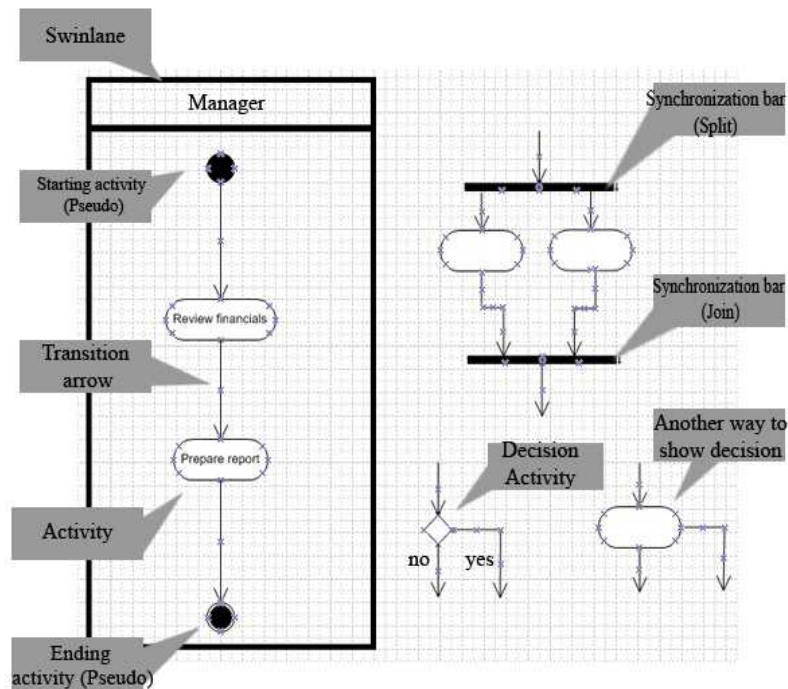 Swinlane
Manager
Starting activity
(Pseudo)
Review financials
Transition
arrow
Prepare report
Activity
Ending
activity (Pseudo)
Synchronization bar
(Split)
Synchronization bar
(Join)
Decision
Activity
no yes
Another way to
show decision